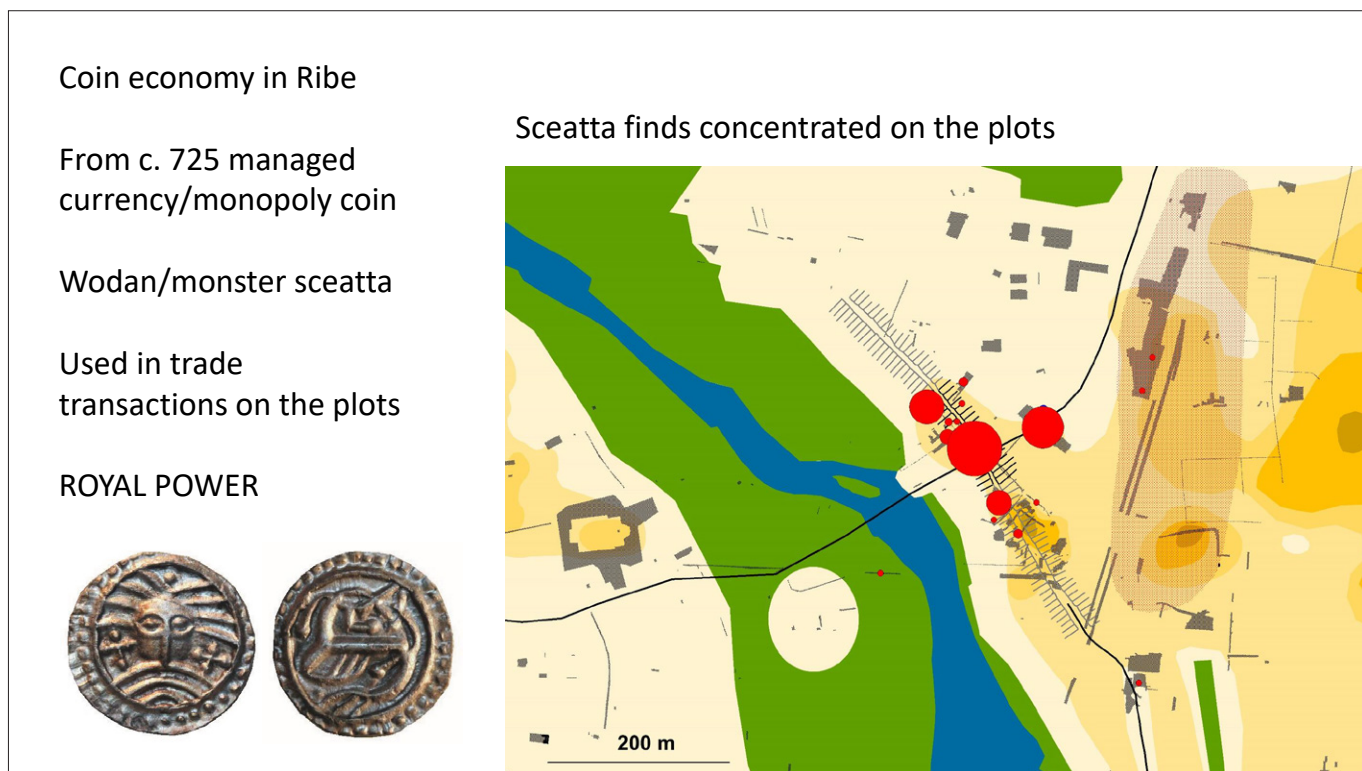 Coin economy in Ribe
From c. 725 managed
currency/monopoly coin
Wodan/monster sceatta
Used in trade
transactions on the plots
ROYAL POWER
Sceatta finds concentrated on the plots
200 m